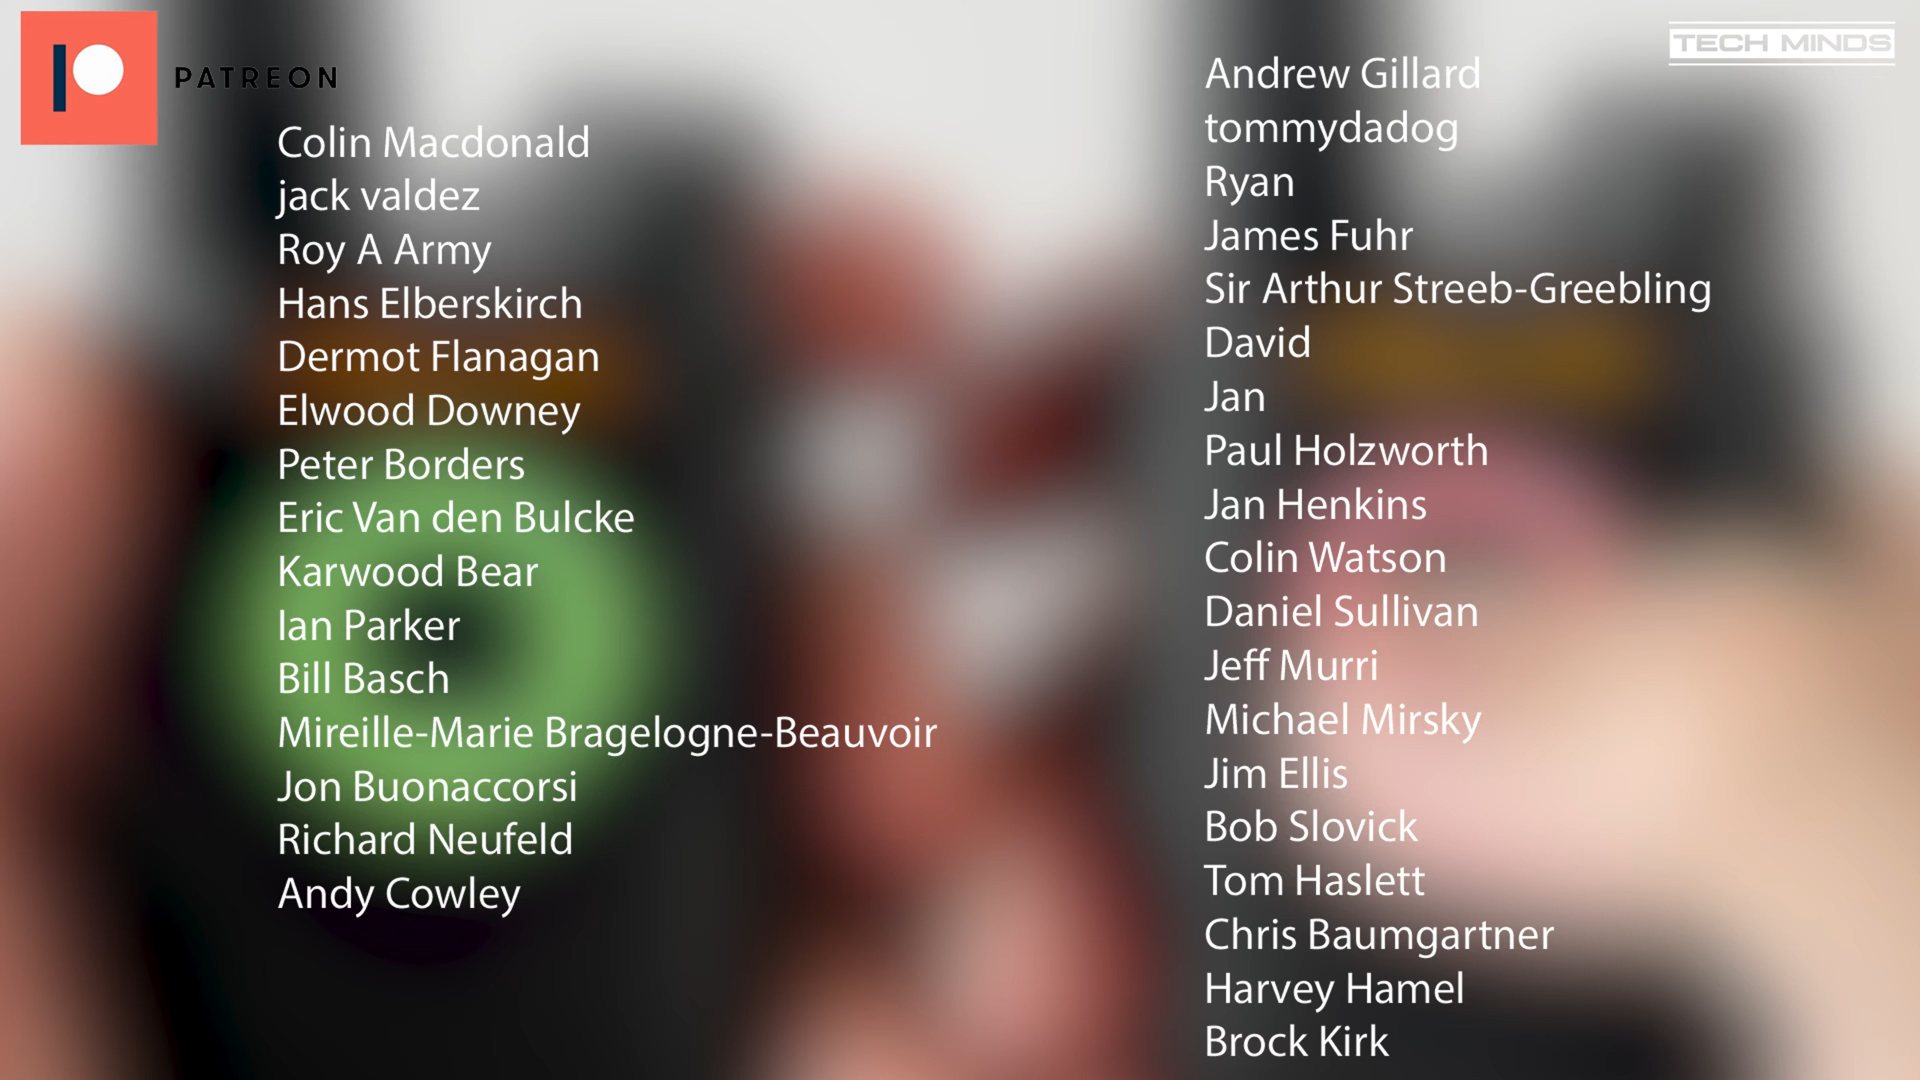 PATREON
Colin Macdonald
jack valdez
Roy A Army
Hans Elberskirch
Dermot Flanagan
Elwood Downey
Peter Borders
Eric Van den Bulcke
Karwood Bear
Ian Parker
Bill Basch
Mireille-Marie Bragelogne-Beauvoir
Jon Buonaccorsi
Richard Neufeld
Andy Cowley
TECH MINDS
Andrew Gillard
tommydadog
Ryan
James Fuhr
Sir Arthur Streeb-Greebling
David
Jan
Paul Holzworth
Jan Henkins
Colin Watson
Daniel Sullivan
Jeff Murri
Michael Mirsky
Jim Ellis
Bob Slovick
Tom Haslett
Chris Baumgartner
Harvey Hamel
Brock Kirk